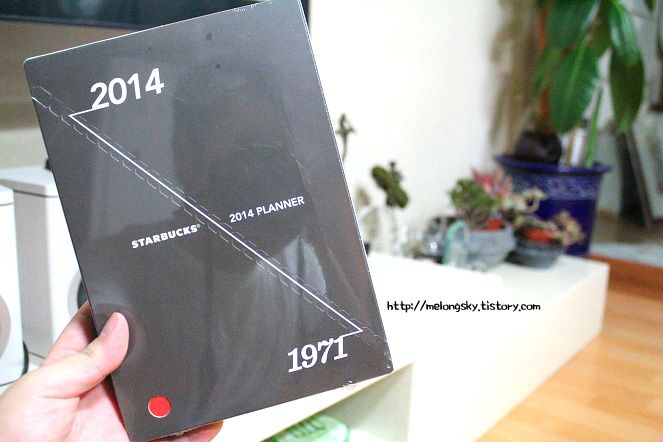 2014
2014 PLANNER
STARBUCKS®
http://melongsky.tistory.com
1971